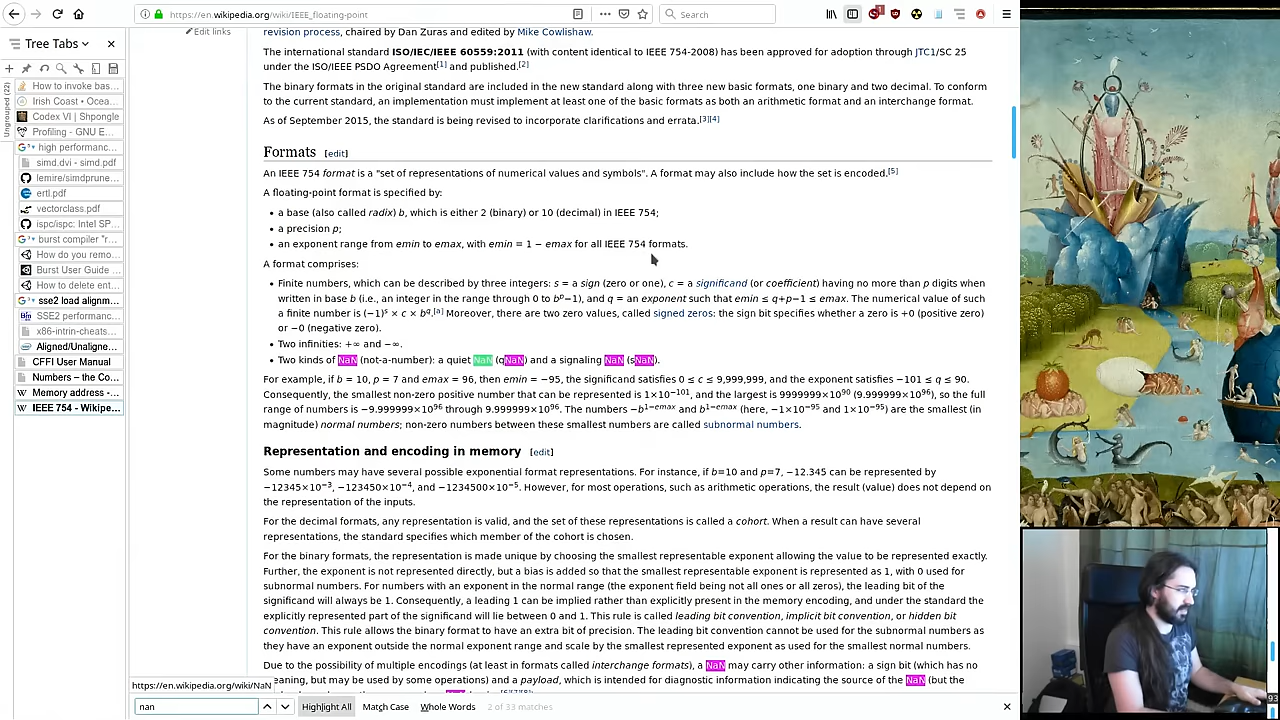 https://en.wikipedia.org/wiki/IEEE_floating-point
Search
Tree Tabs
Ungrouped (22)
How to invoke bas...
Irish Coast • Ocea...
Codex VI | Shpongle
Profiling - GNU E...
high performanc...
simd.dvi - simd.pdf
lemire/simdprune...
ertl.pdf
vectorclass.pdf
ispc/ispc: Intel SP...
burst compiler "r...
How do you remo...
Burst User Guide ...
How to delete ent...
sse2 load alignm...
SSE2 performanc...
x86-intrin-cheats...
Aligned/Unaligne...
CFFI User Manual
Numbers – the Co...
Memory address -...
IEEE 754 - Wikipe...
Edit links
revision process, chaired by Dan Zuras and edited by Mike Cowlishaw.
The international standard ISO/IEC/IEEE 60559:2011 (with content identical to IEEE 754-2008) has been approved for adoption through JTC1/SC 25
under the ISO/IEEE PSDO Agreement[1] and published.[2]
The binary formats in the original standard are included in the new standard along with three new basic formats, one binary and two decimal. To conform
to the current standard, an implementation must implement at least one of the basic formats as both an arithmetic format and an interchange format.
As of September 2015, the standard is being revised to incorporate clarifications and errata.[3][4]
Formats [edit]
An IEEE 754 format is a "set of representations of numerical values and symbols". A format may also include how the set is encoded.[5]
A floating-point format is specified by:
• a base (also called radix) b, which is either 2 (binary) or 10 (decimal) in IEEE 754;
• a precision p;
• an exponent range from emin to emax, with emin = 1 − emax for all IEEE 754 formats.
A format comprises:
• Finite numbers, which can be described by three integers: s = a sign (zero or one), c = a significand (or coefficient) having no more than p digits when
written in base b (i.e., an integer in the range through 0 to bᵖ−1), and q = an exponent such that emin ≤ q+p−1 ≤ emax. The numerical value of such
a finite number is (−1)ˢ × c × b^q.[a] Moreover, there are two zero values, called signed zeros: the sign bit specifies whether a zero is +0 (positive zero)
or −0 (negative zero).
• Two infinities: +∞ and −∞.
• Two kinds of NaN (not-a-number): a quiet NaN (qNaN) and a signaling NaN (sNaN).
For example, if b = 10, p = 7 and emax = 96, then emin = −95, the significand satisfies 0 ≤ c ≤ 9,999,999, and the exponent satisfies −101 ≤ q ≤ 90.
Consequently, the smallest non-zero positive number that can be represented is 1×10⁻¹⁰¹, and the largest is 9999999×10⁹⁰ (9.999999×10⁹⁶), so the full
range of numbers is −9.999999×10⁹⁶ through 9.999999×10⁹⁶. The numbers −b¹⁻ᵉᵐᵃˣ and b¹⁻ᵉᵐᵃˣ (here, −1×10⁻⁹⁵ and 1×10⁻⁹⁵) are the smallest (in
magnitude) normal numbers; non-zero numbers between these smallest numbers are called subnormal numbers.
Representation and encoding in memory [edit]
Some numbers may have several possible exponential format representations. For instance, if b=10 and p=7, −12.345 can be represented by
−12345×10⁻³, −123450×10⁻⁴, and −1234500×10⁻⁵. However, for most operations, such as arithmetic operations, the result (value) does not depend on
the representation of the inputs.
For the decimal formats, any representation is valid, and the set of these representations is called a cohort. When a result can have several
representations, the standard specifies which member of the cohort is chosen.
For the binary formats, the representation is made unique by choosing the smallest representable exponent allowing the value to be represented exactly.
Further, the exponent is not represented directly, but a bias is added so that the smallest representable exponent is represented as 1, with 0 used for
subnormal numbers. For numbers with an exponent in the normal range (the exponent field being not all ones or all zeros), the leading bit of the
significand will always be 1. Consequently, a leading 1 can be implied rather than explicitly present in the memory encoding, and under the standard the
explicitly represented part of the significand will lie between 0 and 1. This rule is called leading bit convention, implicit bit convention, or hidden bit
convention. This rule allows the binary format to have an extra bit of precision. The leading bit convention cannot be used for the subnormal numbers as
they have an exponent outside the normal exponent range and scale by the smallest represented exponent as used for the smallest normal numbers.
Due to the possibility of multiple encodings (at least in formats called interchange formats), a NaN may carry other information: a sign bit (which has no
meaning, but may be used by some operations) and a payload, which is intended for diagnostic information indicating the source of the NaN (but the
https://en.wikipedia.org/wiki/NaN
nan
Highlight All
Match Case
Whole Words
2 of 33 matches
93